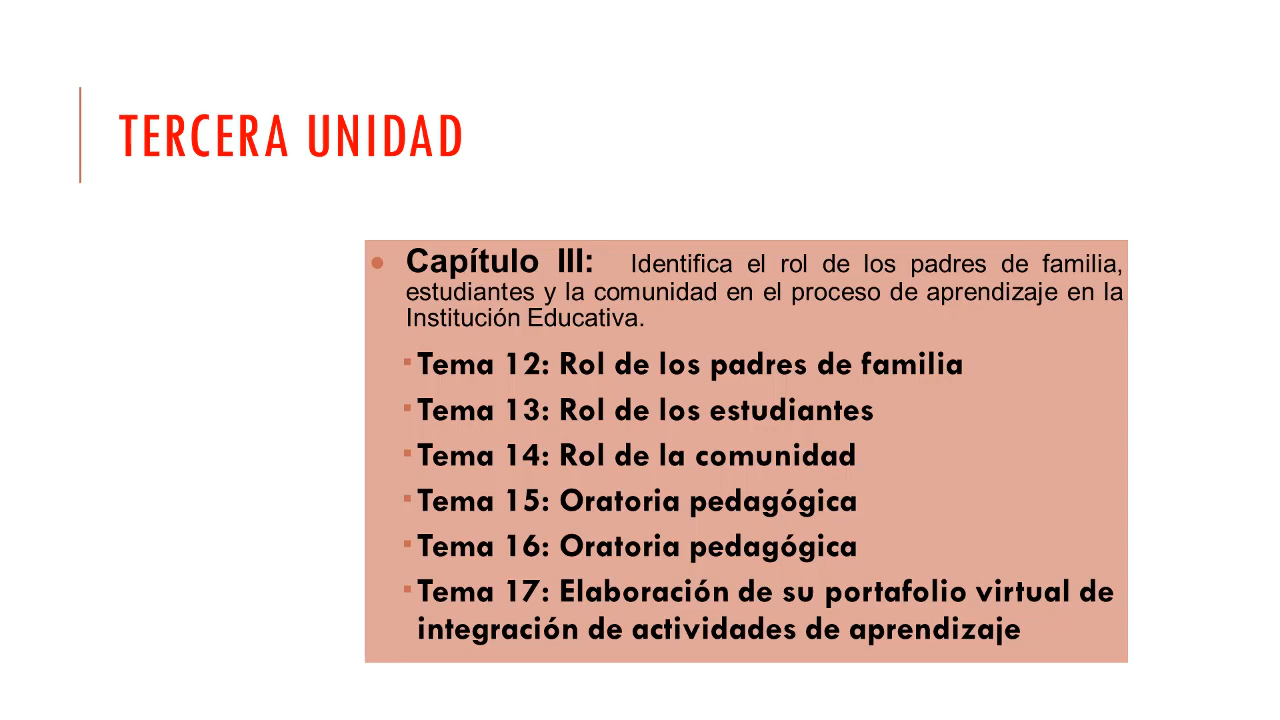 TERCERA UNIDAD
• Capítulo III: Identifica el rol de los padres de familia,
estudiantes y la comunidad en el proceso de aprendizaje en la
Institución Educativa.
▪ Tema 12: Rol de los padres de familia
▪ Tema 13: Rol de los estudiantes
▪ Tema 14: Rol de la comunidad
▪ Tema 15: Oratoria pedagógica
▪ Tema 16: Oratoria pedagógica
▪ Tema 17: Elaboración de su portafolio virtual de
integración de actividades de aprendizaje